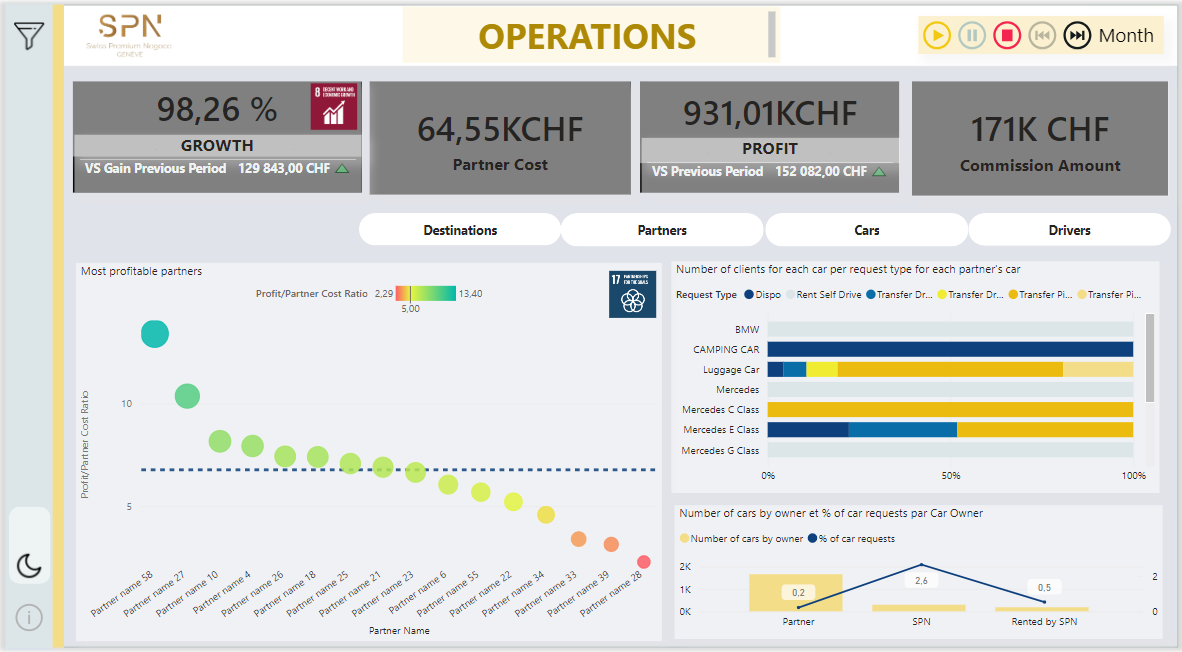 SPN
Swiss Premium Negoce
GENÈVE
OPERATIONS
Month
98,26 %
8 DECENT WORK AND
ECONOMIC GROWTH
GROWTH
VS Gain Previous Period 129 843,00 CHF
64,55KCHF
Partner Cost
931,01KCHF
PROFIT
VS Previous Period 152 082,00 CHF
171K CHF
Commission Amount
Destinations
Partners
Cars
Drivers
Most profitable partners
Profit/Partner Cost Ratio 2,29 13,40
5,00
17 PARTNERSHIPS
FOR THE GOALS
Profit/Partner Cost Ratio
10
5
Partner name 58
Partner name 27
Partner name 10
Partner name 4
Partner name 26
Partner name 18
Partner name 25
Partner name 21
Partner name 23
Partner name 6
Partner name 55
Partner name 22
Partner name 34
Partner name 33
Partner name 39
Partner name 28
Partner Name
Number of clients for each car per request type for each partner's car
Request Type Dispo Rent Self Drive Transfer Dr... Transfer Dr... Transfer Pi... Transfer Pi...
BMW
CAMPING CAR
Luggage Car
Mercedes
Mercedes C Class
Mercedes E Class
Mercedes G Class
0% 50% 100%
Number of cars by owner et % of car requests par Car Owner
Number of cars by owner % of car requests
2K
1K
0K
0.2
2,6
0,5
2
0
Partner SPN Rented by SPN